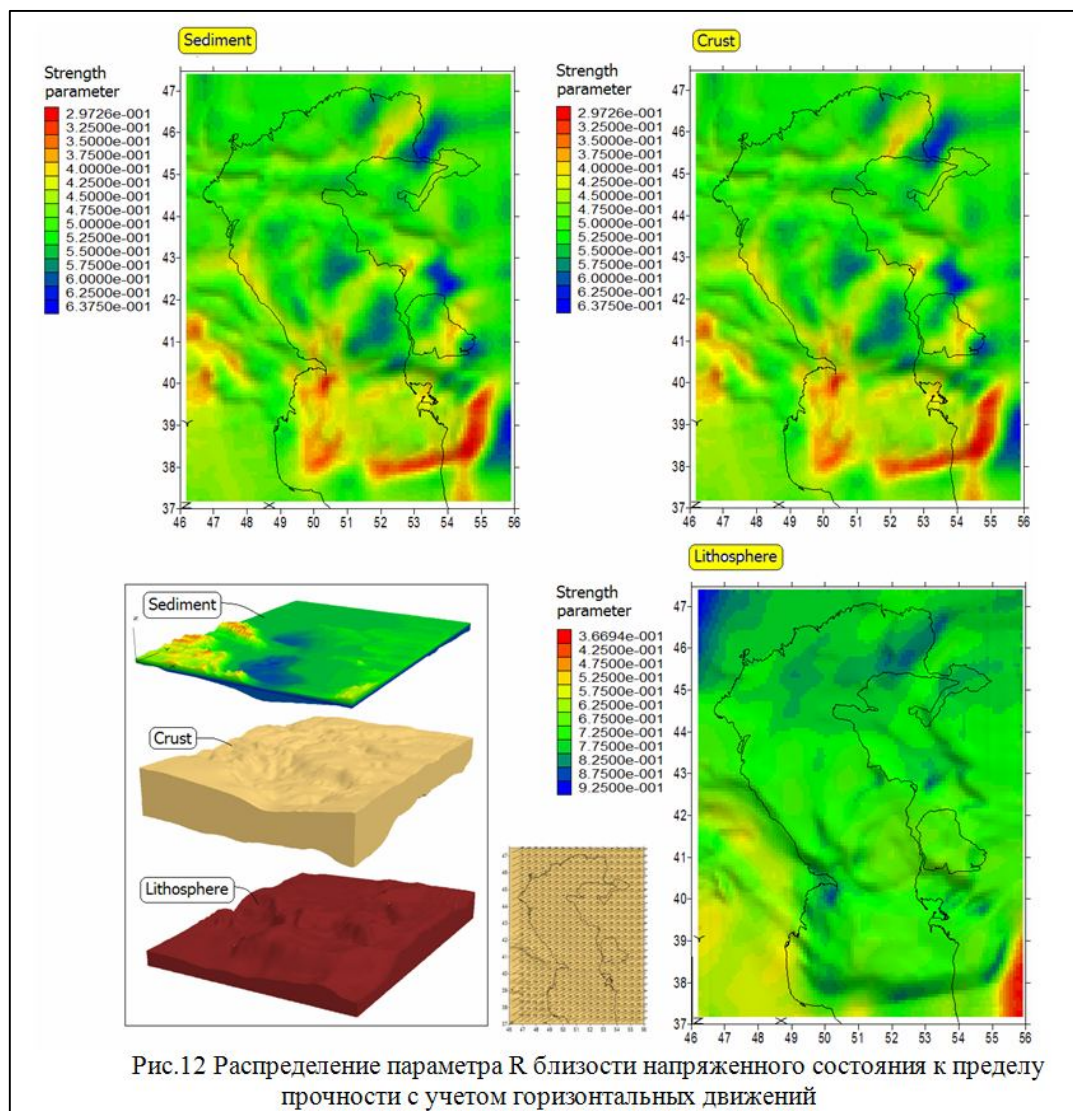 Sediment
Strength
parameter
2.9726e-001
3.2500e-001
3.5000e-001
3.7500e-001
4.0000e-001
4.2500e-001
4.5000e-001
4.7500e-001
5.0000e-001
5.2500e-001
5.5000e-001
5.7500e-001
6.0000e-001
6.2500e-001
6.3750e-001
47
46
45
44
43
42
41
40
39
38
37
Y
N
X
46 47 48 49 50 51 52 53 54 55 56
Crust
Strength
parameter
2.9726e-001
3.2500e-001
3.5000e-001
3.7500e-001
4.0000e-001
4.2500e-001
4.5000e-001
4.7500e-001
5.0000e-001
5.2500e-001
5.5000e-001
5.7500e-001
6.0000e-001
6.2500e-001
6.3750e-001
47
46
45
44
43
42
41
40
39
38
37
Y
N
X
46 47 48 49 50 51 52 53 54 55 56
Sediment
Crust
Lithosphere
Lithosphere
Strength
parameter
3.6694e-001
4.2500e-001
4.7500e-001
5.2500e-001
5.7500e-001
6.2500e-001
6.7500e-001
7.2500e-001
7.7500e-001
8.2500e-001
8.7500e-001
9.2500e-001
47
46
45
44
43
42
41
40
39
38
37
Y
N
X
46 47 48 49 50 51 52 53 54 55 56
Рис.12 Распределение параметра R близости напряженного состояния к пределу
прочности с учетом горизонтальных движений